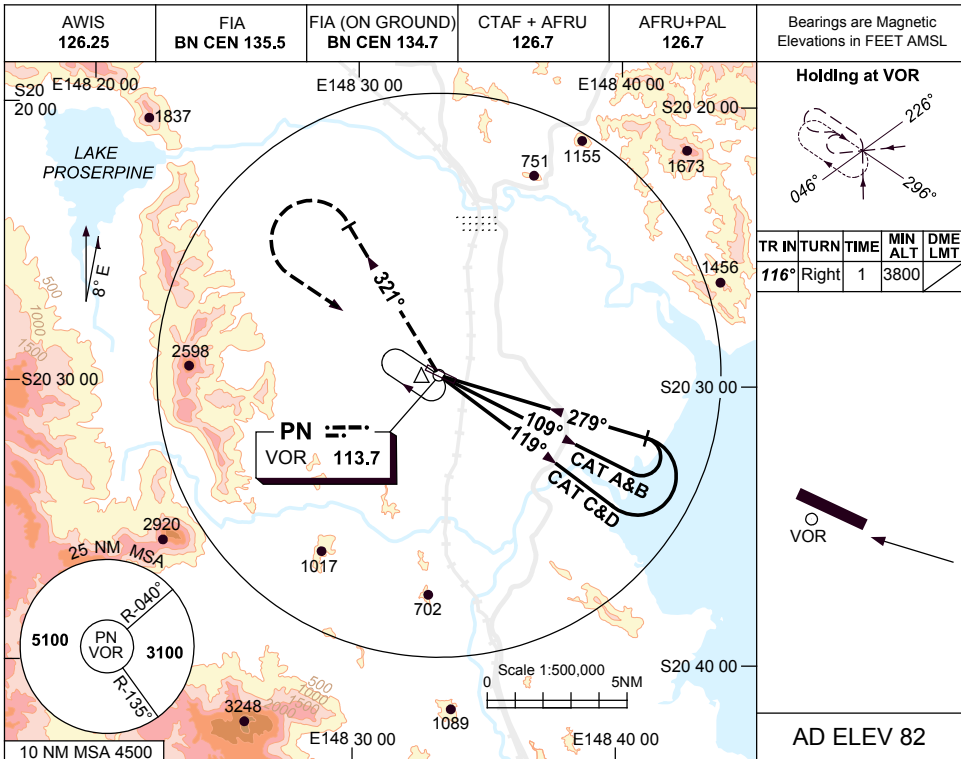 AWIS
126.25
FIA
BN CEN 135.5
FIA (ON GROUND)
BN CEN 134.7
CTAF + AFRU
126.7
AFRU+PAL
126.7
Bearings are Magnetic
Elevations in FEET AMSL
S20
20 00
E148 20 00
E148 30 00
E148 40 00
S20 20 00
1837
LAKE
PROSERPINE
751
1155
1673
1456
8° E
500
1000
1500
321°
2598
S20 30 00
S20 30 00
PN
VOR 113.7
279°
109°
119°
CAT A&B
CAT C&D
2920
1017
702
25 NM MSA
R-040°
5100
PN
VOR
3100
R-135°
10 NM MSA 4500
500
1000
1500
2000
3248
1089
S20 40 00
Scale 1:500,000
0 5NM
E148 30 00
E148 40 00
Holding at VOR
226°
046°
296°
TR IN TURN TIME MIN ALT DME LMT
116° Right 1 3800
VOR
AD ELEV 82